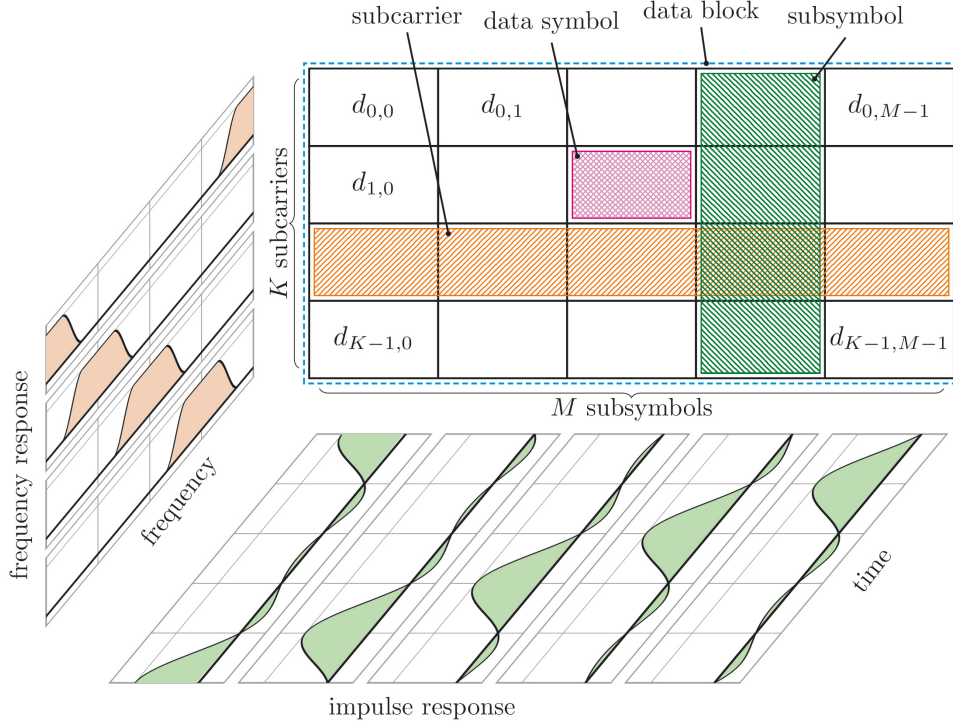 subcarrier
data symbol
data block
subsymbol
d_{0,0}
d_{0,1}
d_{0,M−1}
d_{1,0}
d_{K−1,0}
d_{K−1,M−1}
K subcarriers
M subsymbols
frequency response
frequency
time
impulse response